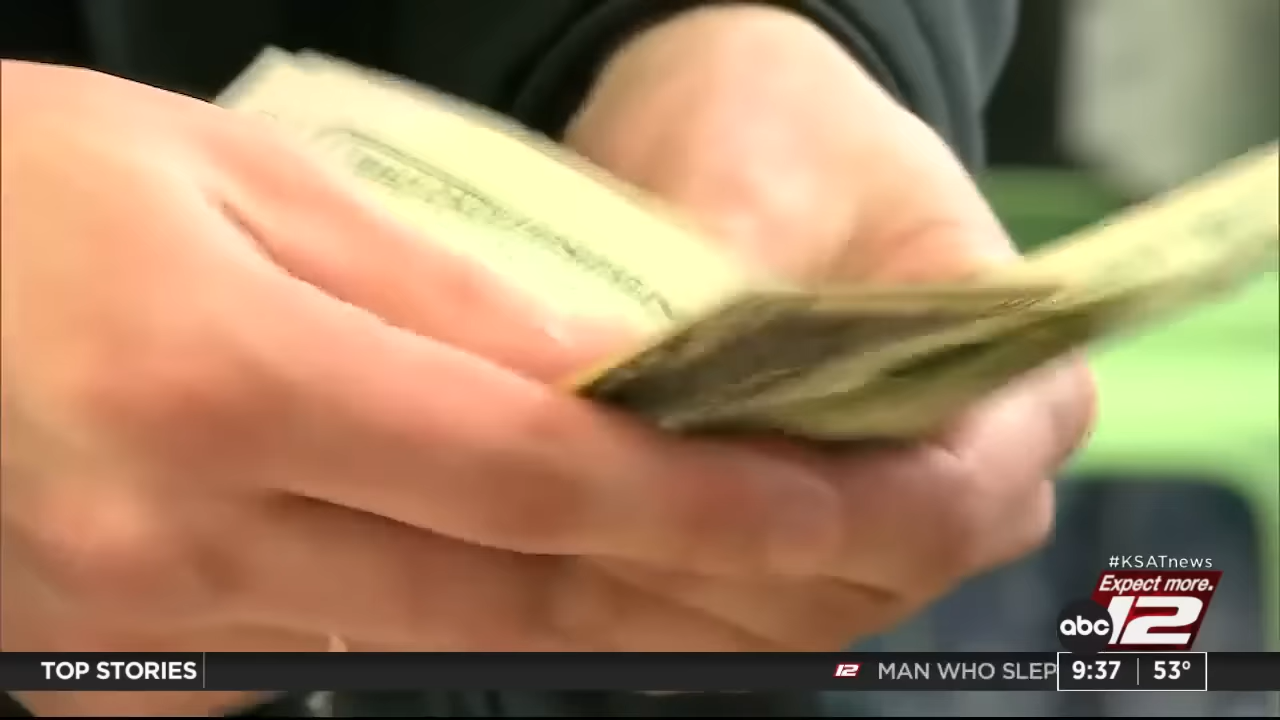 #KSATnews
Expect more.
abc 12
TOP STORIES
12 MAN WHO SLEP
9:37 53°